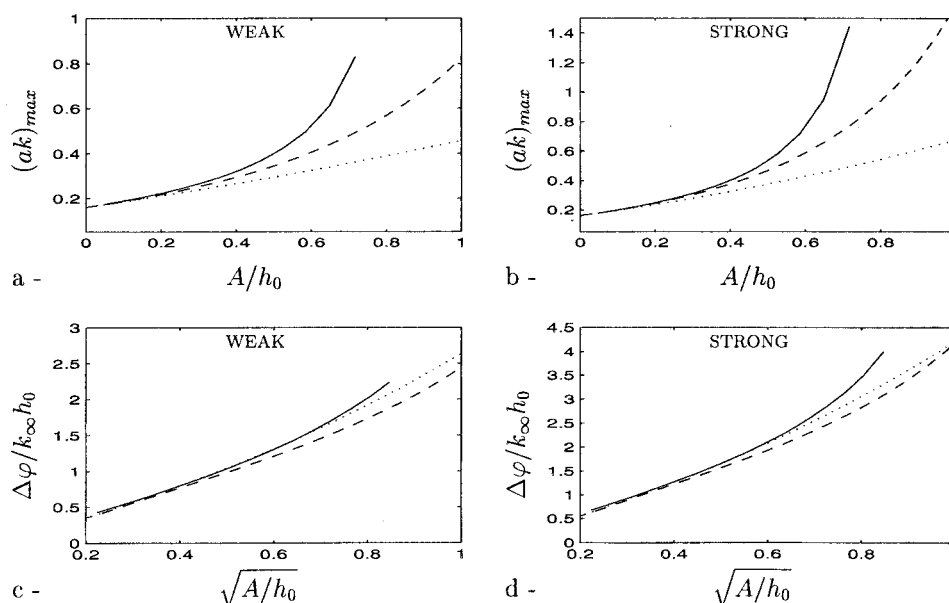 WEAK
1
0.8
0.6
0.4
0.2
(ak)max
0 0.2 0.4 0.6 0.8 1
a - A/h₀
STRONG
1.4
1.2
1
0.8
0.6
0.4
0.2
(ak)max
0 0.2 0.4 0.6 0.8
b - A/h₀
WEAK
3
2.5
2
1.5
1
0.5
0
Δφ/k∞h₀
0.2 0.4 0.6 0.8 1
c - √A/h₀
STRONG
4.5
4
3.5
3
2.5
2
1.5
1
0.5
0
Δφ/k∞h₀
0.2 0.4 0.6 0.8
d - √A/h₀